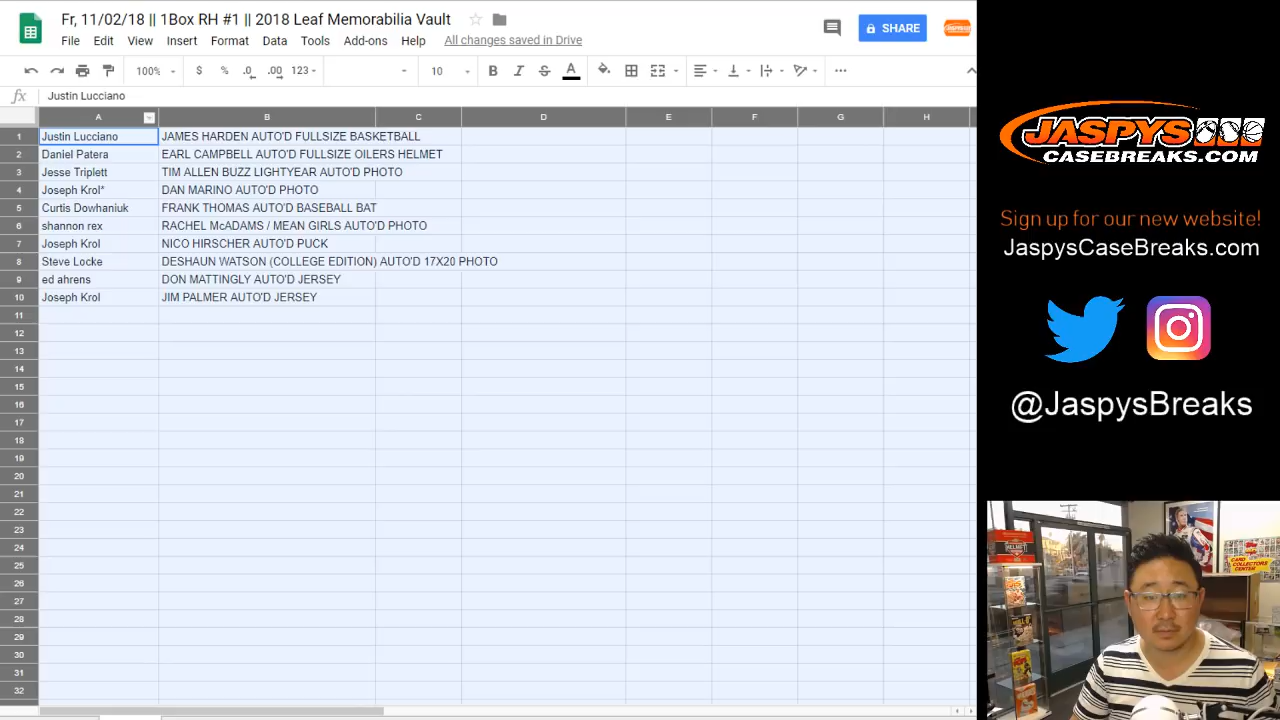 Fr, 11/02/18 || 1Box RH #1 || 2018 Leaf Memorabilia Vault
File Edit View Insert Format Data Tools Add-ons Help All changes saved in Drive
SHARE
100% $ % .0 .00 123 10 B I S A
fx Justin Lucciano
A B C D E F G H
1 Justin Lucciano JAMES HARDEN AUTO'D FULLSIZE BASKETBALL
2 Daniel Patera EARL CAMPBELL AUTO'D FULLSIZE OILERS HELMET
3 Jesse Triplett TIM ALLEN BUZZ LIGHTYEAR AUTO'D PHOTO
4 Joseph Krol* DAN MARINO AUTO'D PHOTO
5 Curtis Dowhaniuk FRANK THOMAS AUTO'D BASEBALL BAT
6 shannon rex RACHEL McADAMS / MEAN GIRLS AUTO'D PHOTO
7 Joseph Krol NICO HIRSCHER AUTO'D PUCK
8 Steve Locke DESHAUN WATSON (COLLEGE EDITION) AUTO'D 17X20 PHOTO
9 ed ahrens DON MATTINGLY AUTO'D JERSEY
10 Joseph Krol JIM PALMER AUTO'D JERSEY
11
12
13
14
15
16
17
18
19
20
21
22
23
24
25
26
27
28
29
30
31
32
JASPYS
CASEBREAKS.COM
Sign up for our new website!
JaspysCaseBreaks.com
@JaspysBreaks
HELMET
CARD
COLLECTORS
CENTER